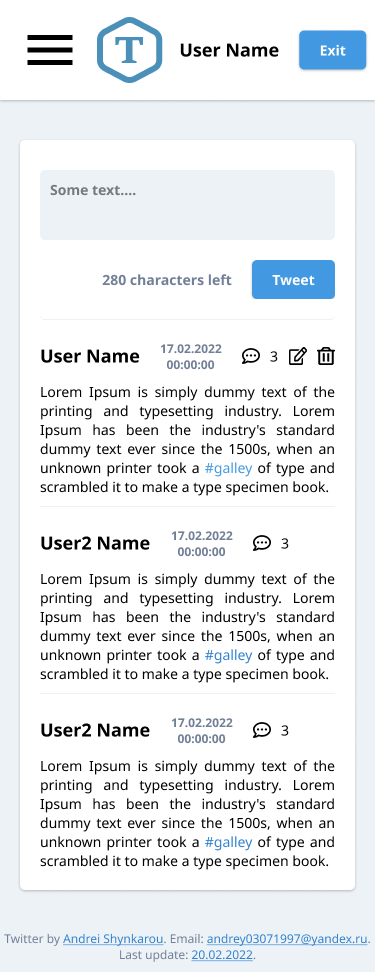 T
User Name
Exit
Some text....
280 characters left
Tweet
User Name
17.02.2022
00:00:00
3
Lorem Ipsum is simply dummy text of the
printing and typesetting industry. Lorem
Ipsum has been the industry's standard
dummy text ever since the 1500s, when an
unknown printer took a #galley of type and
scrambled it to make a type specimen book.
User2 Name
17.02.2022
00:00:00
3
Lorem Ipsum is simply dummy text of the
printing and typesetting industry. Lorem
Ipsum has been the industry's standard
dummy text ever since the 1500s, when an
unknown printer took a #galley of type and
scrambled it to make a type specimen book.
User2 Name
17.02.2022
00:00:00
3
Lorem Ipsum is simply dummy text of the
printing and typesetting industry. Lorem
Ipsum has been the industry's standard
dummy text ever since the 1500s, when an
unknown printer took a #galley of type and
scrambled it to make a type specimen book.
Twitter by Andrei Shynkarou. Email: andrey03071997@yandex.ru.
Last update: 20.02.2022.